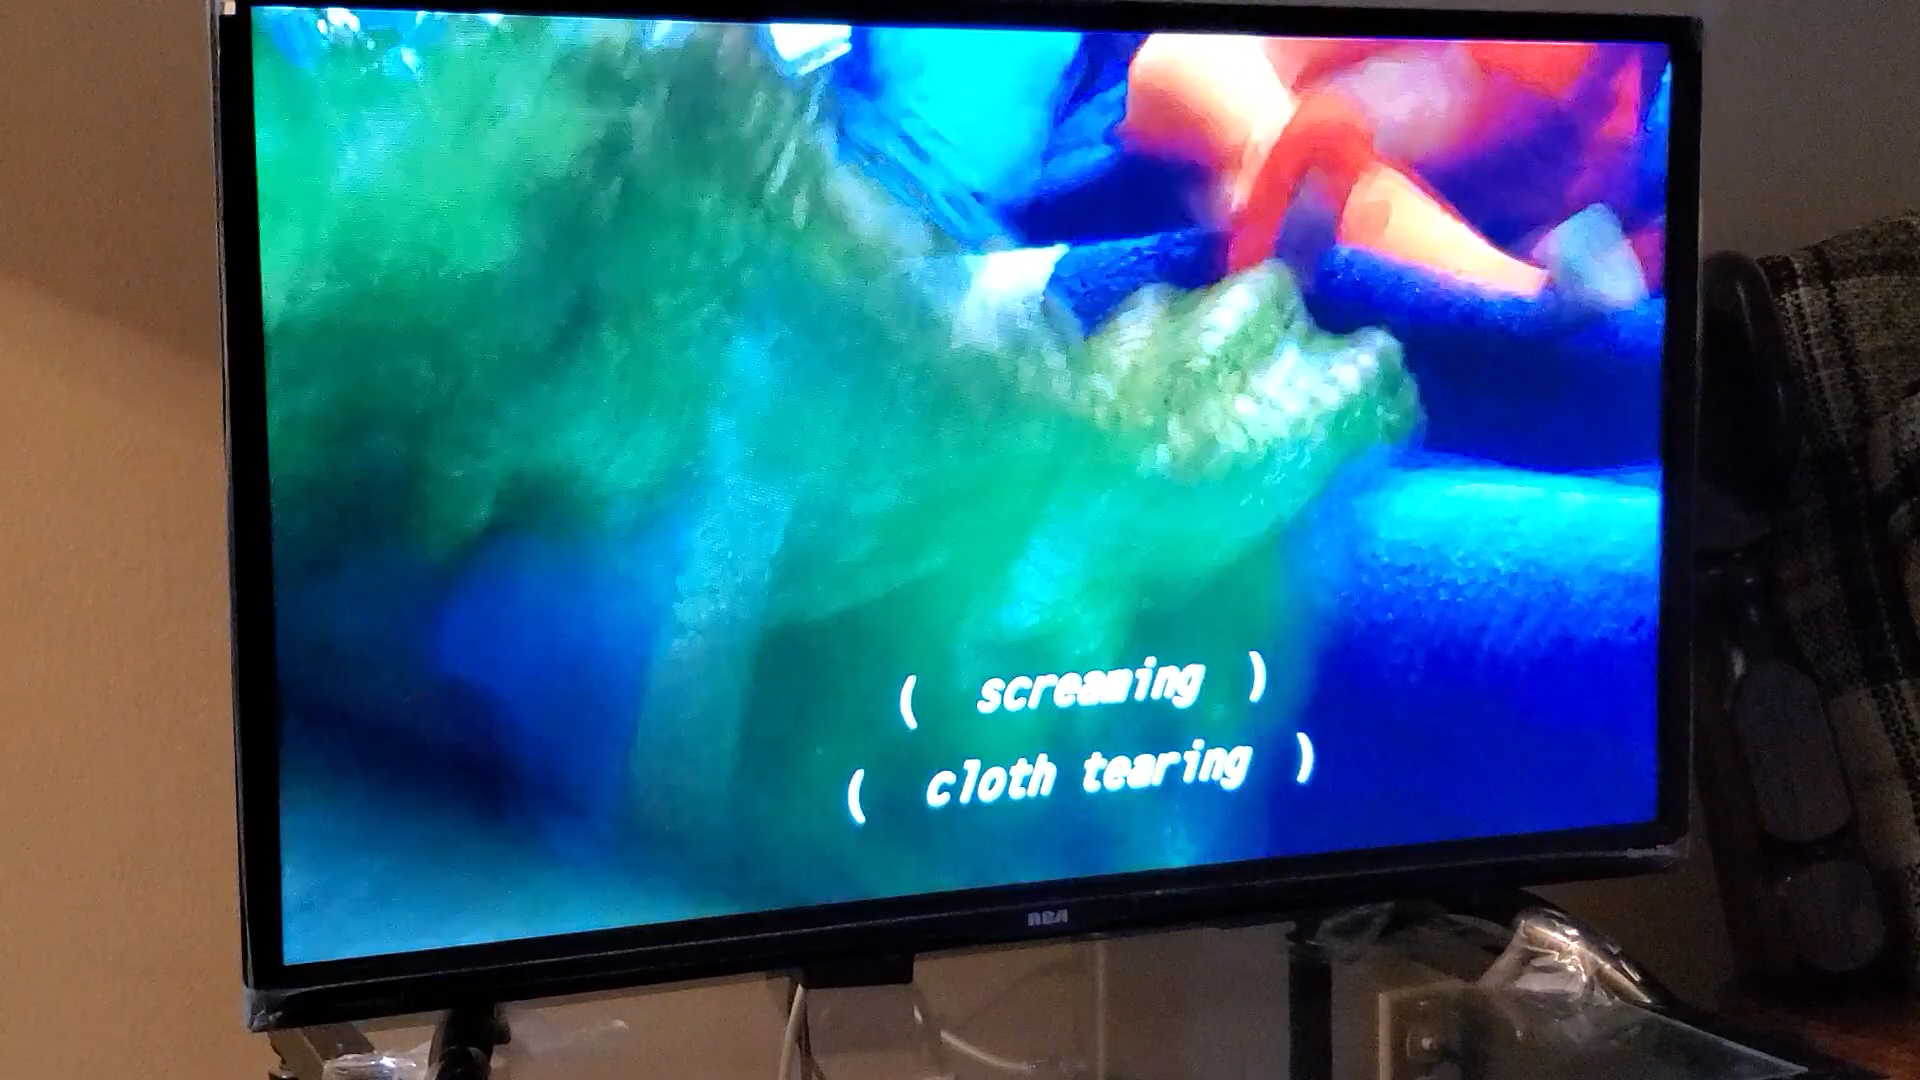 ( screaming )
( cloth tearing )
RCA